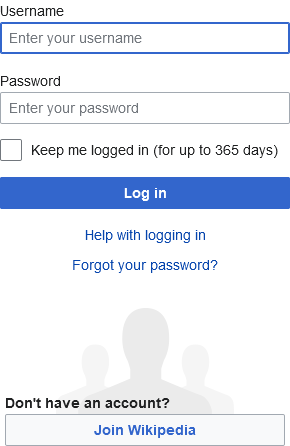 Username
Enter your username
Password
Enter your password
Keep me logged in (for up to 365 days)
Log in
Help with logging in
Forgot your password?
Don't have an account?
Join Wikipedia